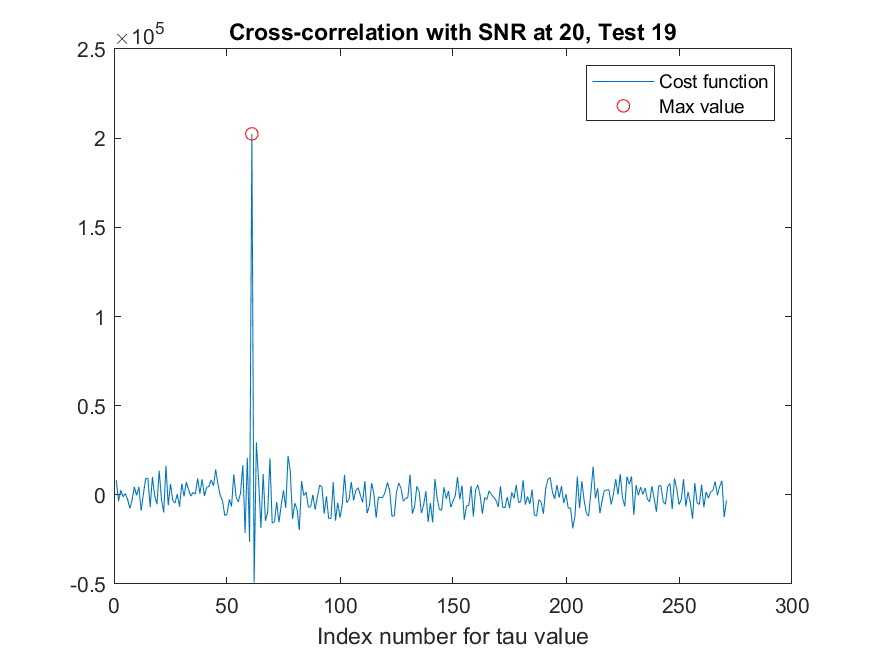 ×10^5
Cross-correlation with SNR at 20, Test 19
2.5
2
1.5
1
0.5
0
-0.5
0 50 100 150 200 250 300
Index number for tau value
Cost function
Max value